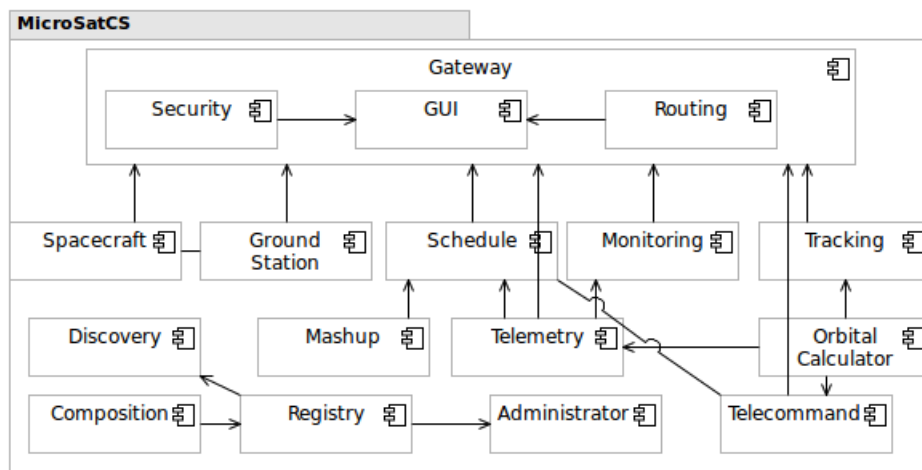 MicroSatCS
Gateway
Security
GUI
Routing
Spacecraft
Ground
Station
Schedule
Monitoring
Tracking
Discovery
Mashup
Telemetry
Orbital
Calculator
Composition
Registry
Administrator
Telecommand